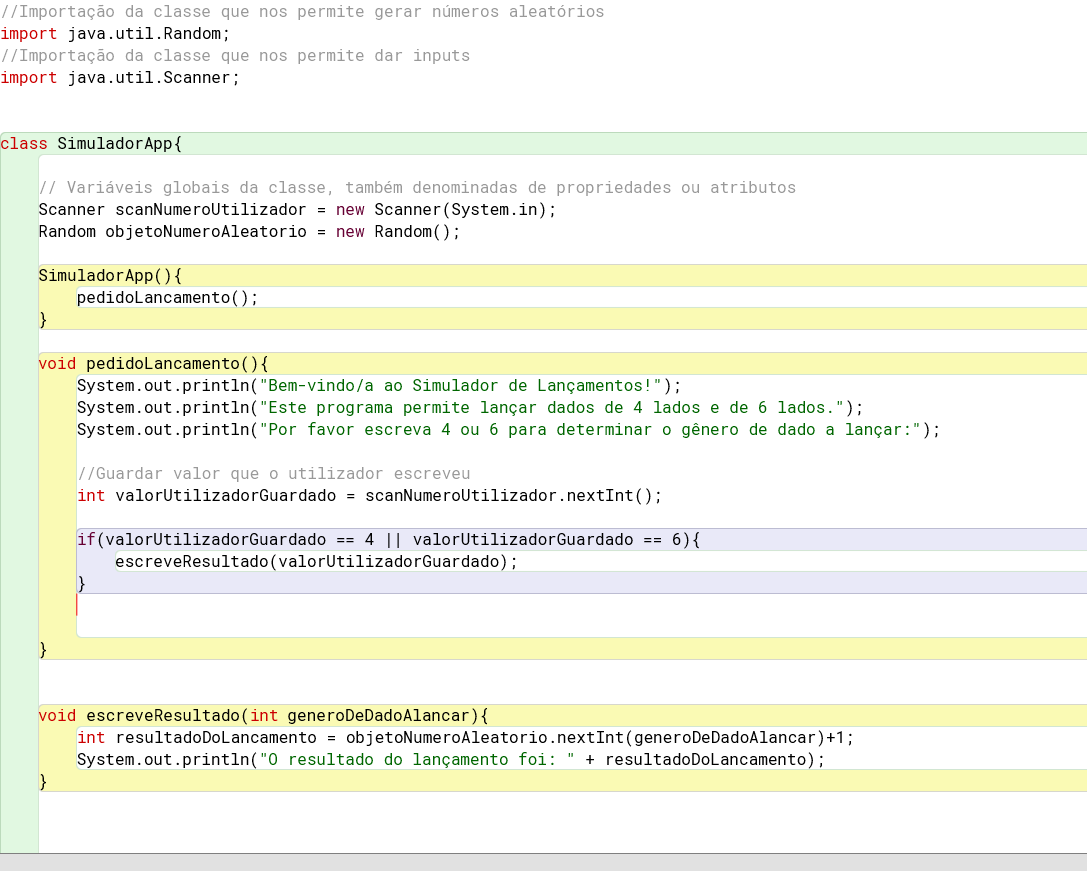 //Importação da classe que nos permite gerar números aleatórios
import java.util.Random;
//Importação da classe que nos permite dar inputs
import java.util.Scanner;
class SimuladorApp{
// Variáveis globais da classe, também denominadas de propriedades ou atributos
Scanner scanNumeroUtilizador = new Scanner(System.in);
Random objetoNumeroAleatorio = new Random();
SimuladorApp(){
pedidoLancamento();
}
void pedidoLancamento(){
System.out.println("Bem-vindo/a ao Simulador de Lançamentos!");
System.out.println("Este programa permite lançar dados de 4 lados e de 6 lados.");
System.out.println("Por favor escreva 4 ou 6 para determinar o gênero de dado a lançar:");
//Guardar valor que o utilizador escreveu
int valorUtilizadorGuardado = scanNumeroUtilizador.nextInt();
if(valorUtilizadorGuardado == 4 || valorUtilizadorGuardado == 6){
escreveResultado(valorUtilizadorGuardado);
}
}
void escreveResultado(int generoDeDadoAlancar){
int resultadoDoLancamento = objetoNumeroAleatorio.nextInt(generoDeDadoAlancar)+1;
System.out.println("O resultado do lançamento foi: " + resultadoDoLancamento);
}